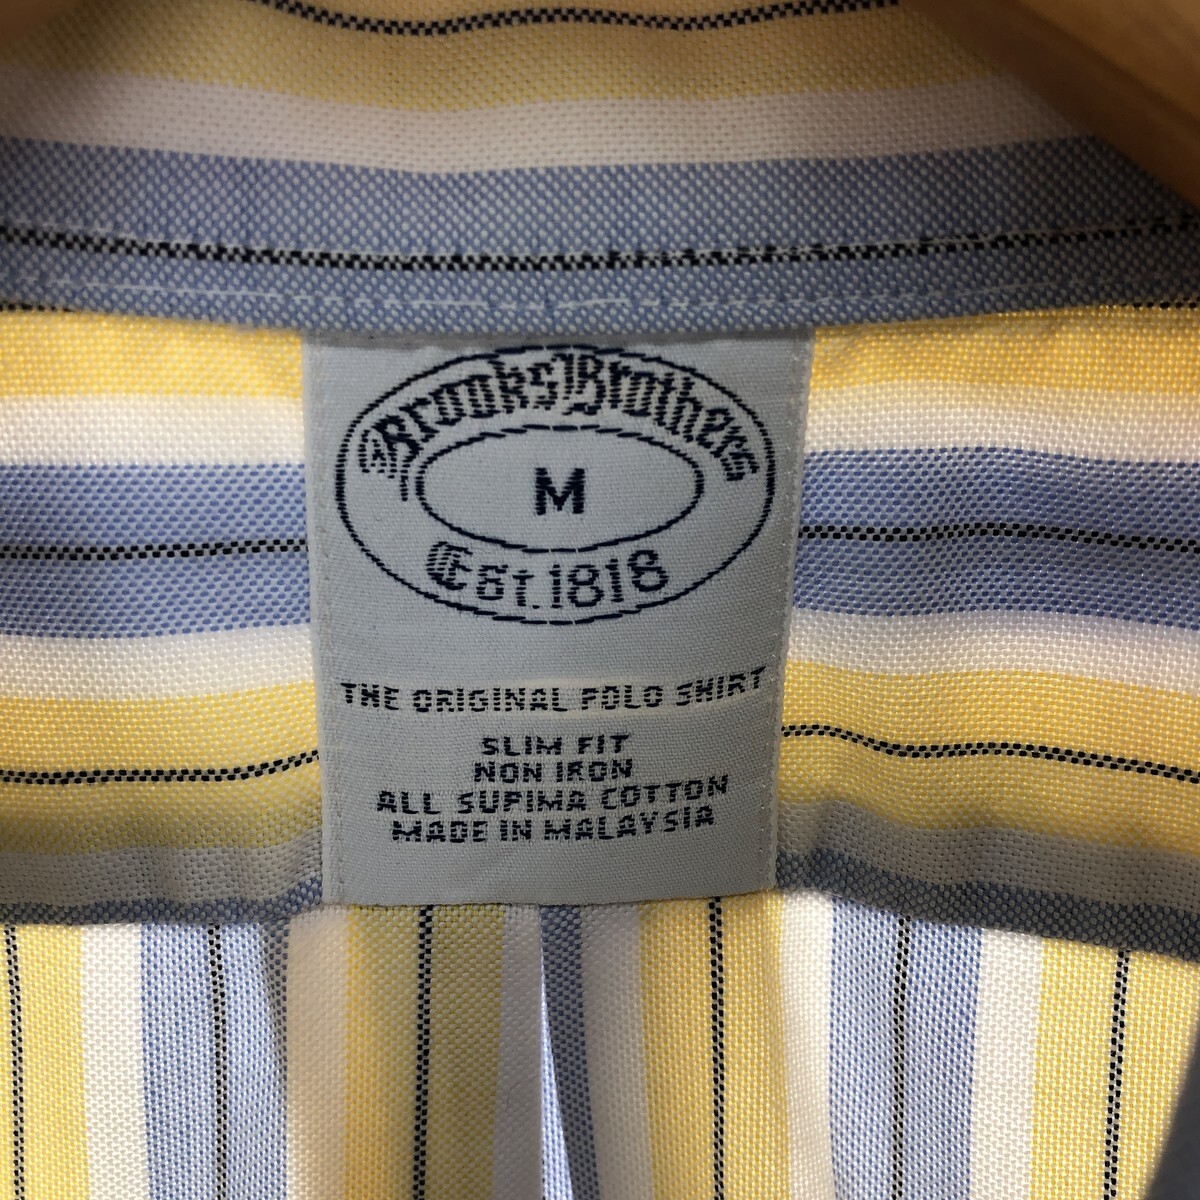 Brooks Brothers
M
Est. 1818
THE ORIGINAL POLO SHIRT
SLIM FIT
NON IRON
ALL SUPIMA COTTON
MADE IN MALAYSIA